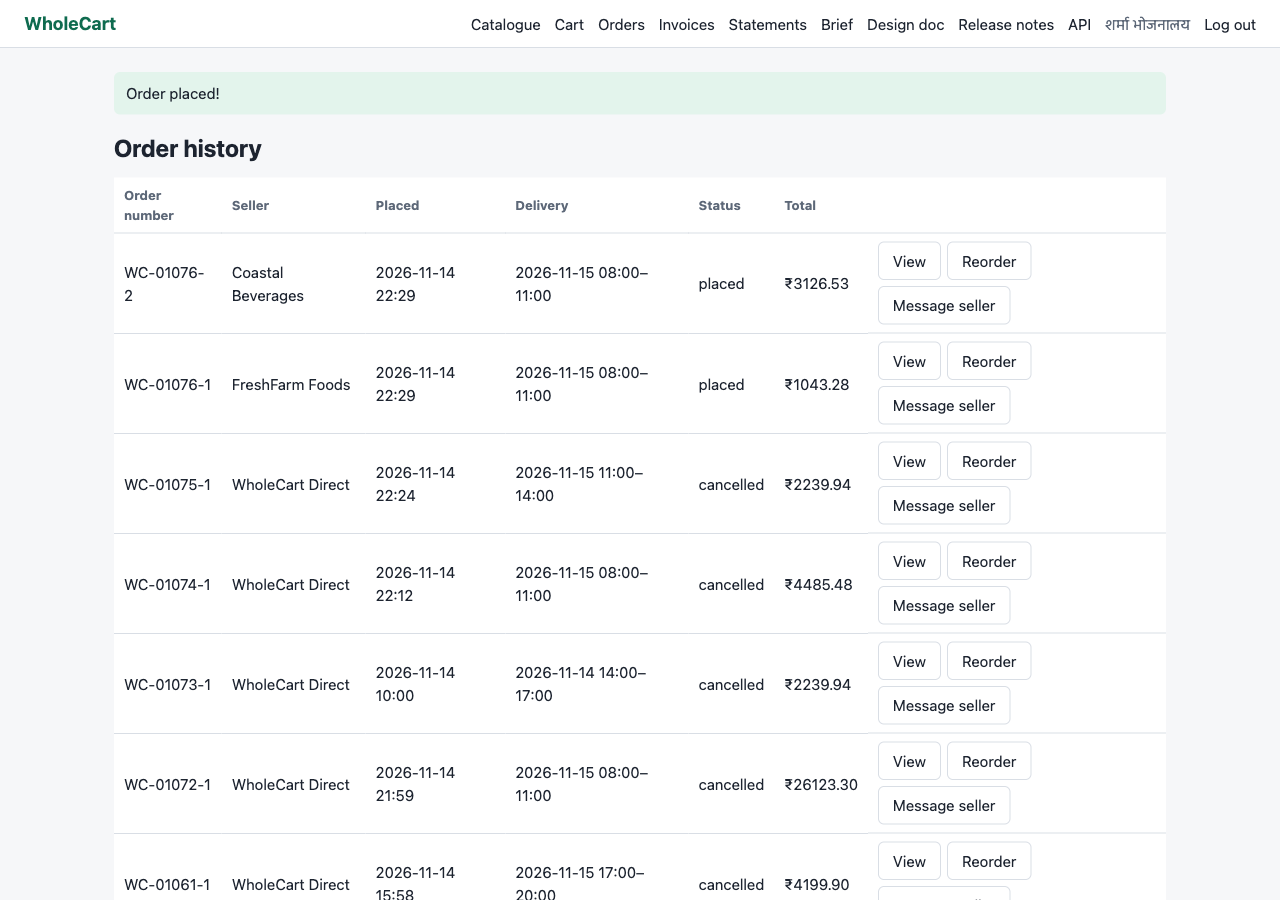 WholeCart
Catalogue Cart Orders Invoices Statements Brief Design doc Release notes API शर्मा भोजनालय Log out
Order placed!
Order history
Order number Seller Placed Delivery Status Total
WC-01076-2 Coastal Beverages 2026-11-14 22:29 2026-11-15 08:00–11:00 placed ₹3126.53 View Reorder
Message seller
WC-01076-1 FreshFarm Foods 2026-11-14 22:29 2026-11-15 08:00–11:00 placed ₹1043.28 View Reorder
Message seller
WC-01075-1 WholeCart Direct 2026-11-14 22:24 2026-11-15 11:00–14:00 cancelled ₹2239.94 View Reorder
Message seller
WC-01074-1 WholeCart Direct 2026-11-14 22:12 2026-11-15 08:00–11:00 cancelled ₹4485.48 View Reorder
Message seller
WC-01073-1 WholeCart Direct 2026-11-14 10:00 2026-11-14 14:00–17:00 cancelled ₹2239.94 View Reorder
Message seller
WC-01072-1 WholeCart Direct 2026-11-14 21:59 2026-11-15 08:00–11:00 cancelled ₹26123.30 View Reorder
Message seller
WC-01061-1 WholeCart Direct 2026-11-14 15:58 2026-11-15 17:00–20:00 cancelled ₹4199.90 View Reorder